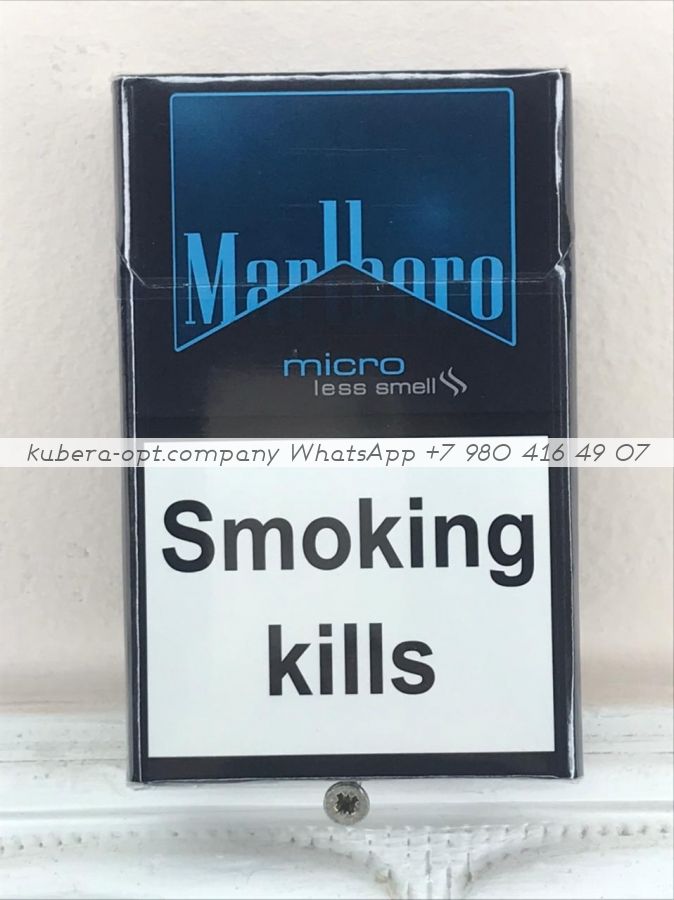 Marlboro
micro
less smell
kubera-opt.company WhatsApp +7 980 416 49 07
Smoking
kills